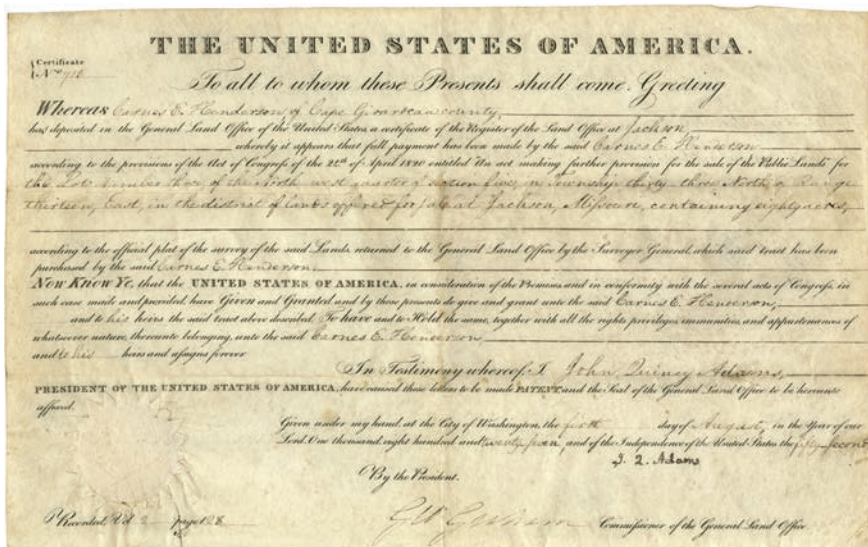 THE UNITED STATES OF AMERICA.
Certificate
No.
To all to whom these Presents shall come, Greeting
Whereas Carnes E. Henderson of Cape Girardeau county,
has deposited in the General Land Office of the United States, a certificate of the Register of the Land Office at Jackson
whereby it appears that full payment has been made by the said Carnes E. Henderson
according to the provisions of the Act of Congress of the 24th of April 1820 entitled "An act making further provision for the sale of the Public Lands" for
the Lot number three, of the North west quarter of section five, in Township thirty three North, of Range
thirteen, East, in the district of lands offered for sale at Jackson, Missouri, containing eighty acres,
according to the official plat of the survey of the said Lands, returned to the General Land Office by the Surveyor General, which said tract has been
purchased by the said Carnes E. Henderson,
Now Know Ye, that the UNITED STATES OF AMERICA, in consideration of the Premises and in conformity with the several acts of Congress, in
such case made and provided, have Given and Granted and by these presents do give and grant unto the said Carnes E. Henderson,
and to his heirs the said tract above described. To have and to Hold the same, together with all the rights privileges, immunities, and appurtenances of
whatsoever nature, thereunto belonging, unto the said Carnes E. Henderson,
and to his heirs and assigns forever
In Testimony whereof, I John Quincy Adams,
PRESIDENT OF THE UNITED STATES OF AMERICA, have caused these letters to be made PATENT, and the Seal of the General Land Office to be hereunto
affixed.
Given under my hand, at the City of Washington, the day of August, in the Year of our
Lord, One thousand, eight hundred and twenty seven, and of the Independence of the United States the fifty second
J. Q. Adams
By the President.
Recorded, Vol 2 page 128 Commissioner of the General Land Office